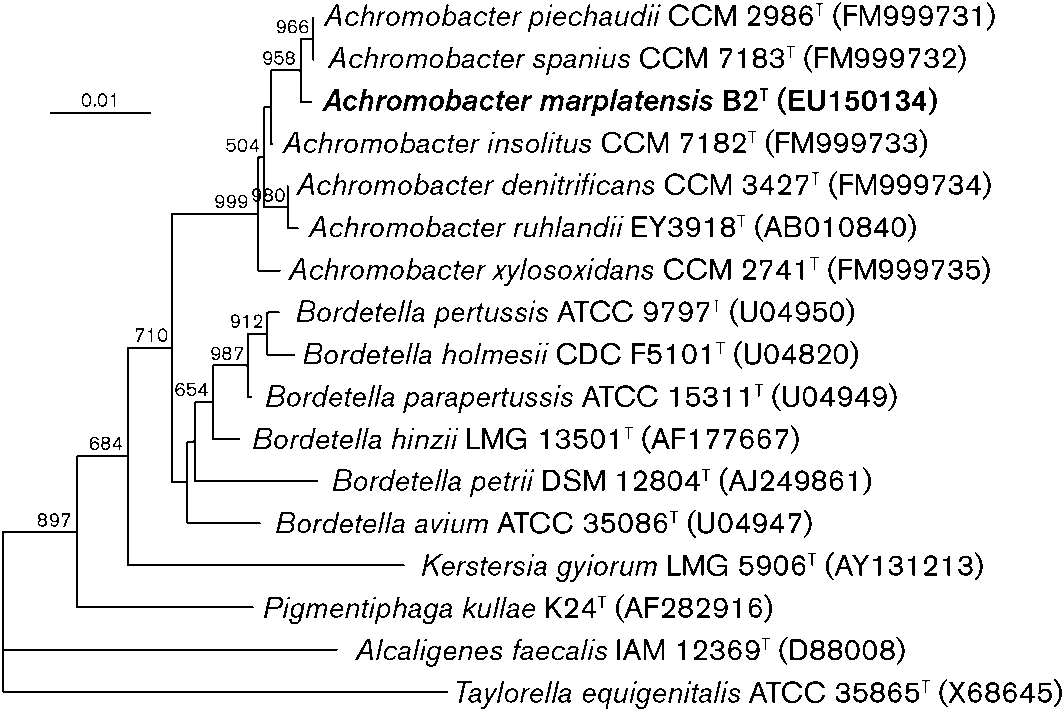 966
Achromobacter piechaudii CCM 2986ᵀ (FM999731)
958
Achromobacter spanius CCM 7183ᵀ (FM999732)
0.01
Achromobacter marplatensis B2ᵀ (EU150134)
504
Achromobacter insolitus CCM 7182ᵀ (FM999733)
Achromobacter denitrificans CCM 3427ᵀ (FM999734)
999
980
Achromobacter ruhlandii EY3918ᵀ (AB010840)
Achromobacter xylosoxidans CCM 2741ᵀ (FM999735)
Bordetella pertussis ATCC 9797ᵀ (U04950)
912
710
Bordetella holmesii CDC F5101ᵀ (U04820)
987
654
Bordetella parapertussis ATCC 15311ᵀ (U04949)
Bordetella hinzii LMG 13501ᵀ (AF177667)
684
Bordetella petrii DSM 12804ᵀ (AJ249861)
897
Bordetella avium ATCC 35086ᵀ (U04947)
Kerstersia gyiorum LMG 5906ᵀ (AY131213)
Pigmentiphaga kullae K24ᵀ (AF282916)
Alcaligenes faecalis IAM 12369ᵀ (D88008)
Taylorella equigenitalis ATCC 35865ᵀ (X68645)